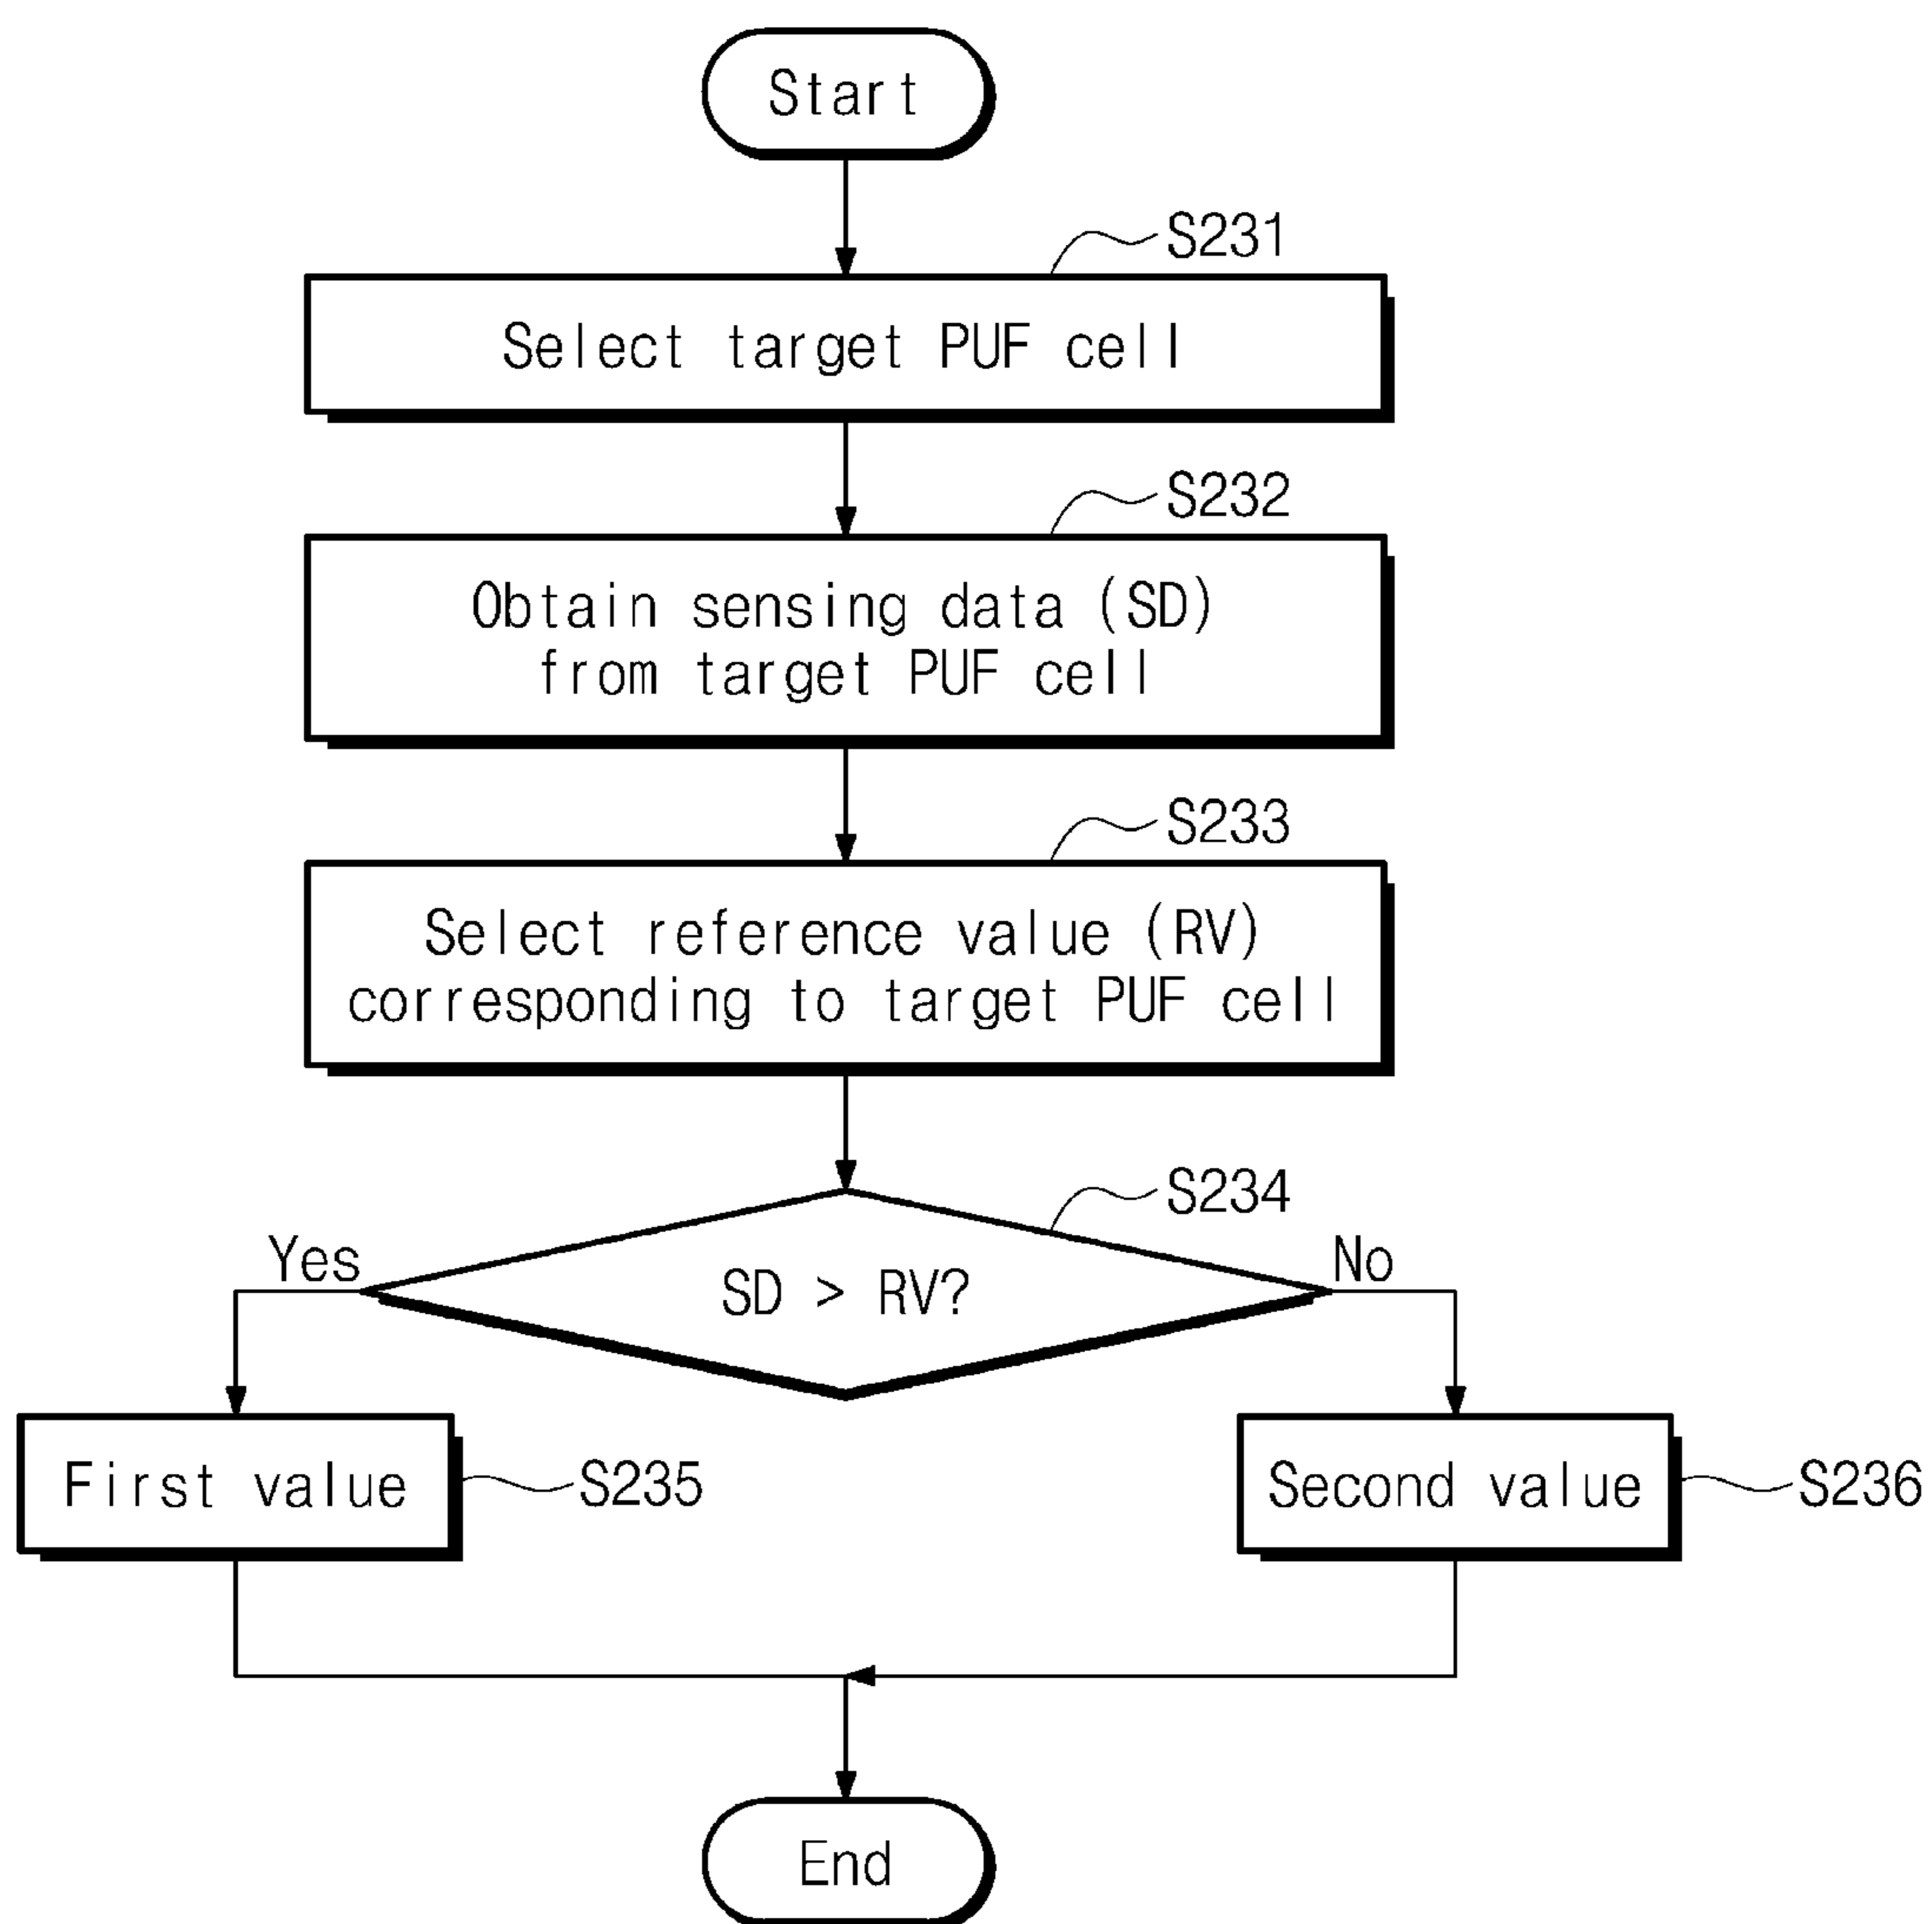 Start
S231
Select target PUF cell
S232
Obtain sensing data (SD)
from target PUF cell
S233
Select reference value (RV)
corresponding to target PUF cell
S234
Yes
SD > RV?
No
First value
S235
Second value
S236
End